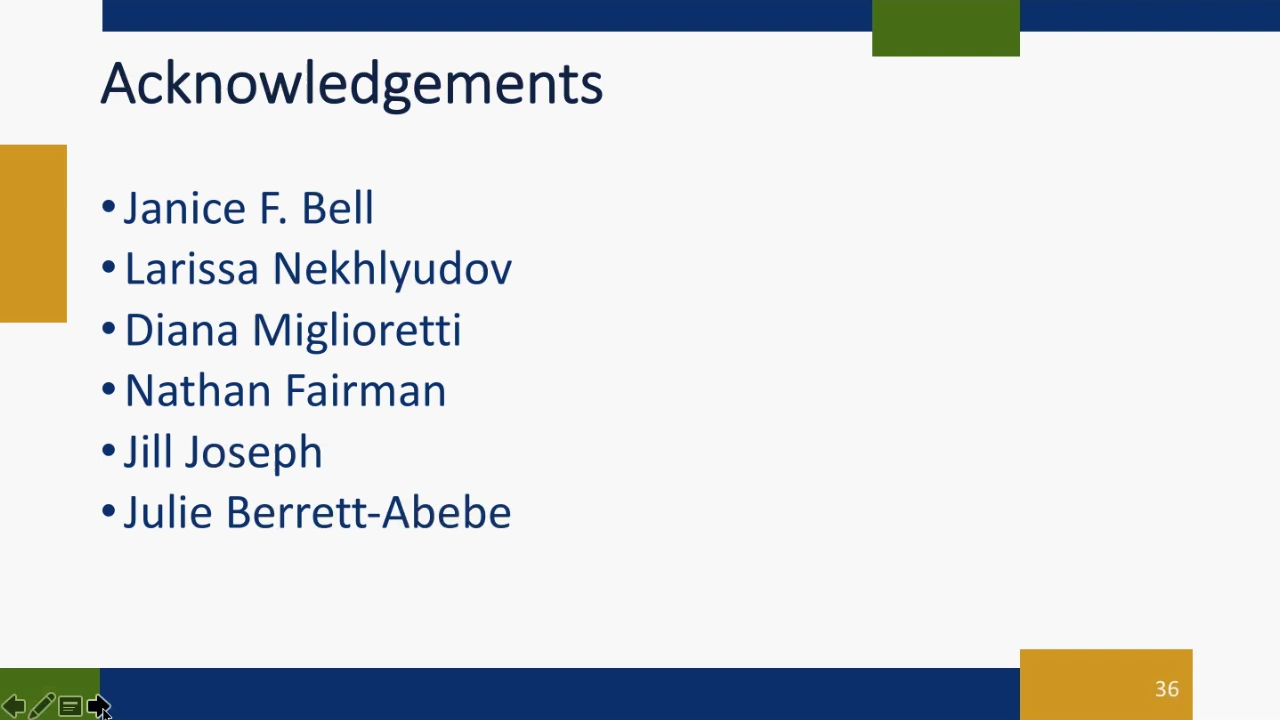 Acknowledgements
• Janice F. Bell
• Larissa Nekhlyudov
• Diana Miglioretti
• Nathan Fairman
• Jill Joseph
• Julie Berrett-Abebe
36